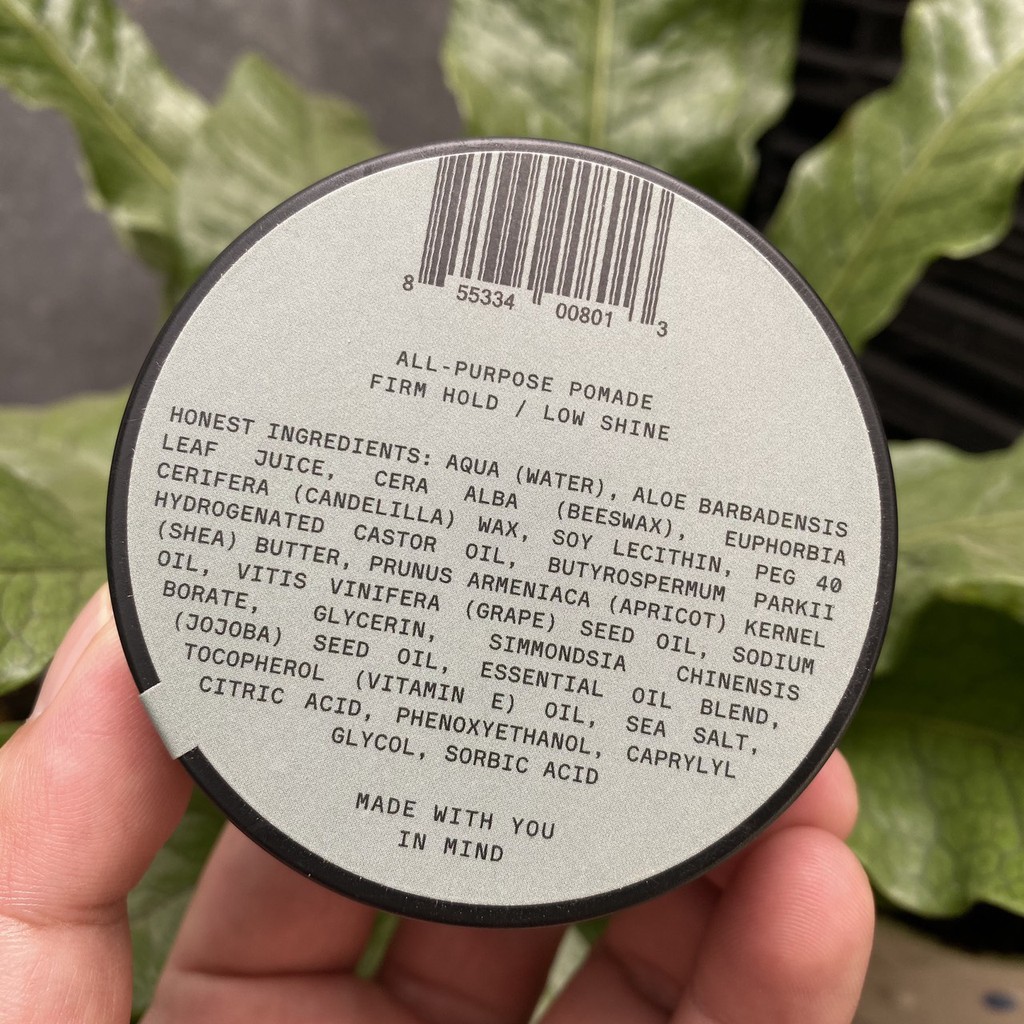 8 55334 00801 3
ALL-PURPOSE POMADE
FIRM HOLD / LOW SHINE
HONEST INGREDIENTS: AQUA (WATER), ALOE BARBADENSIS
LEAF JUICE, CERA ALBA (BEESWAX), EUPHORBIA
CERIFERA (CANDELILLA) WAX, SOY LECITHIN, PEG 40
HYDROGENATED CASTOR OIL, BUTYROSPERMUM PARKII
(SHEA) BUTTER, PRUNUS ARMENIACA (APRICOT) KERNEL
OIL, VITIS VINIFERA (GRAPE) SEED OIL, SODIUM
BORATE, GLYCERIN, SIMMONDSIA CHINENSIS
(JOJOBA) SEED OIL, ESSENTIAL OIL BLEND,
TOCOPHEROL (VITAMIN E) OIL, SEA SALT,
CITRIC ACID, PHENOXYETHANOL, CAPRYLYL
GLYCOL, SORBIC ACID
MADE WITH YOU
IN MIND